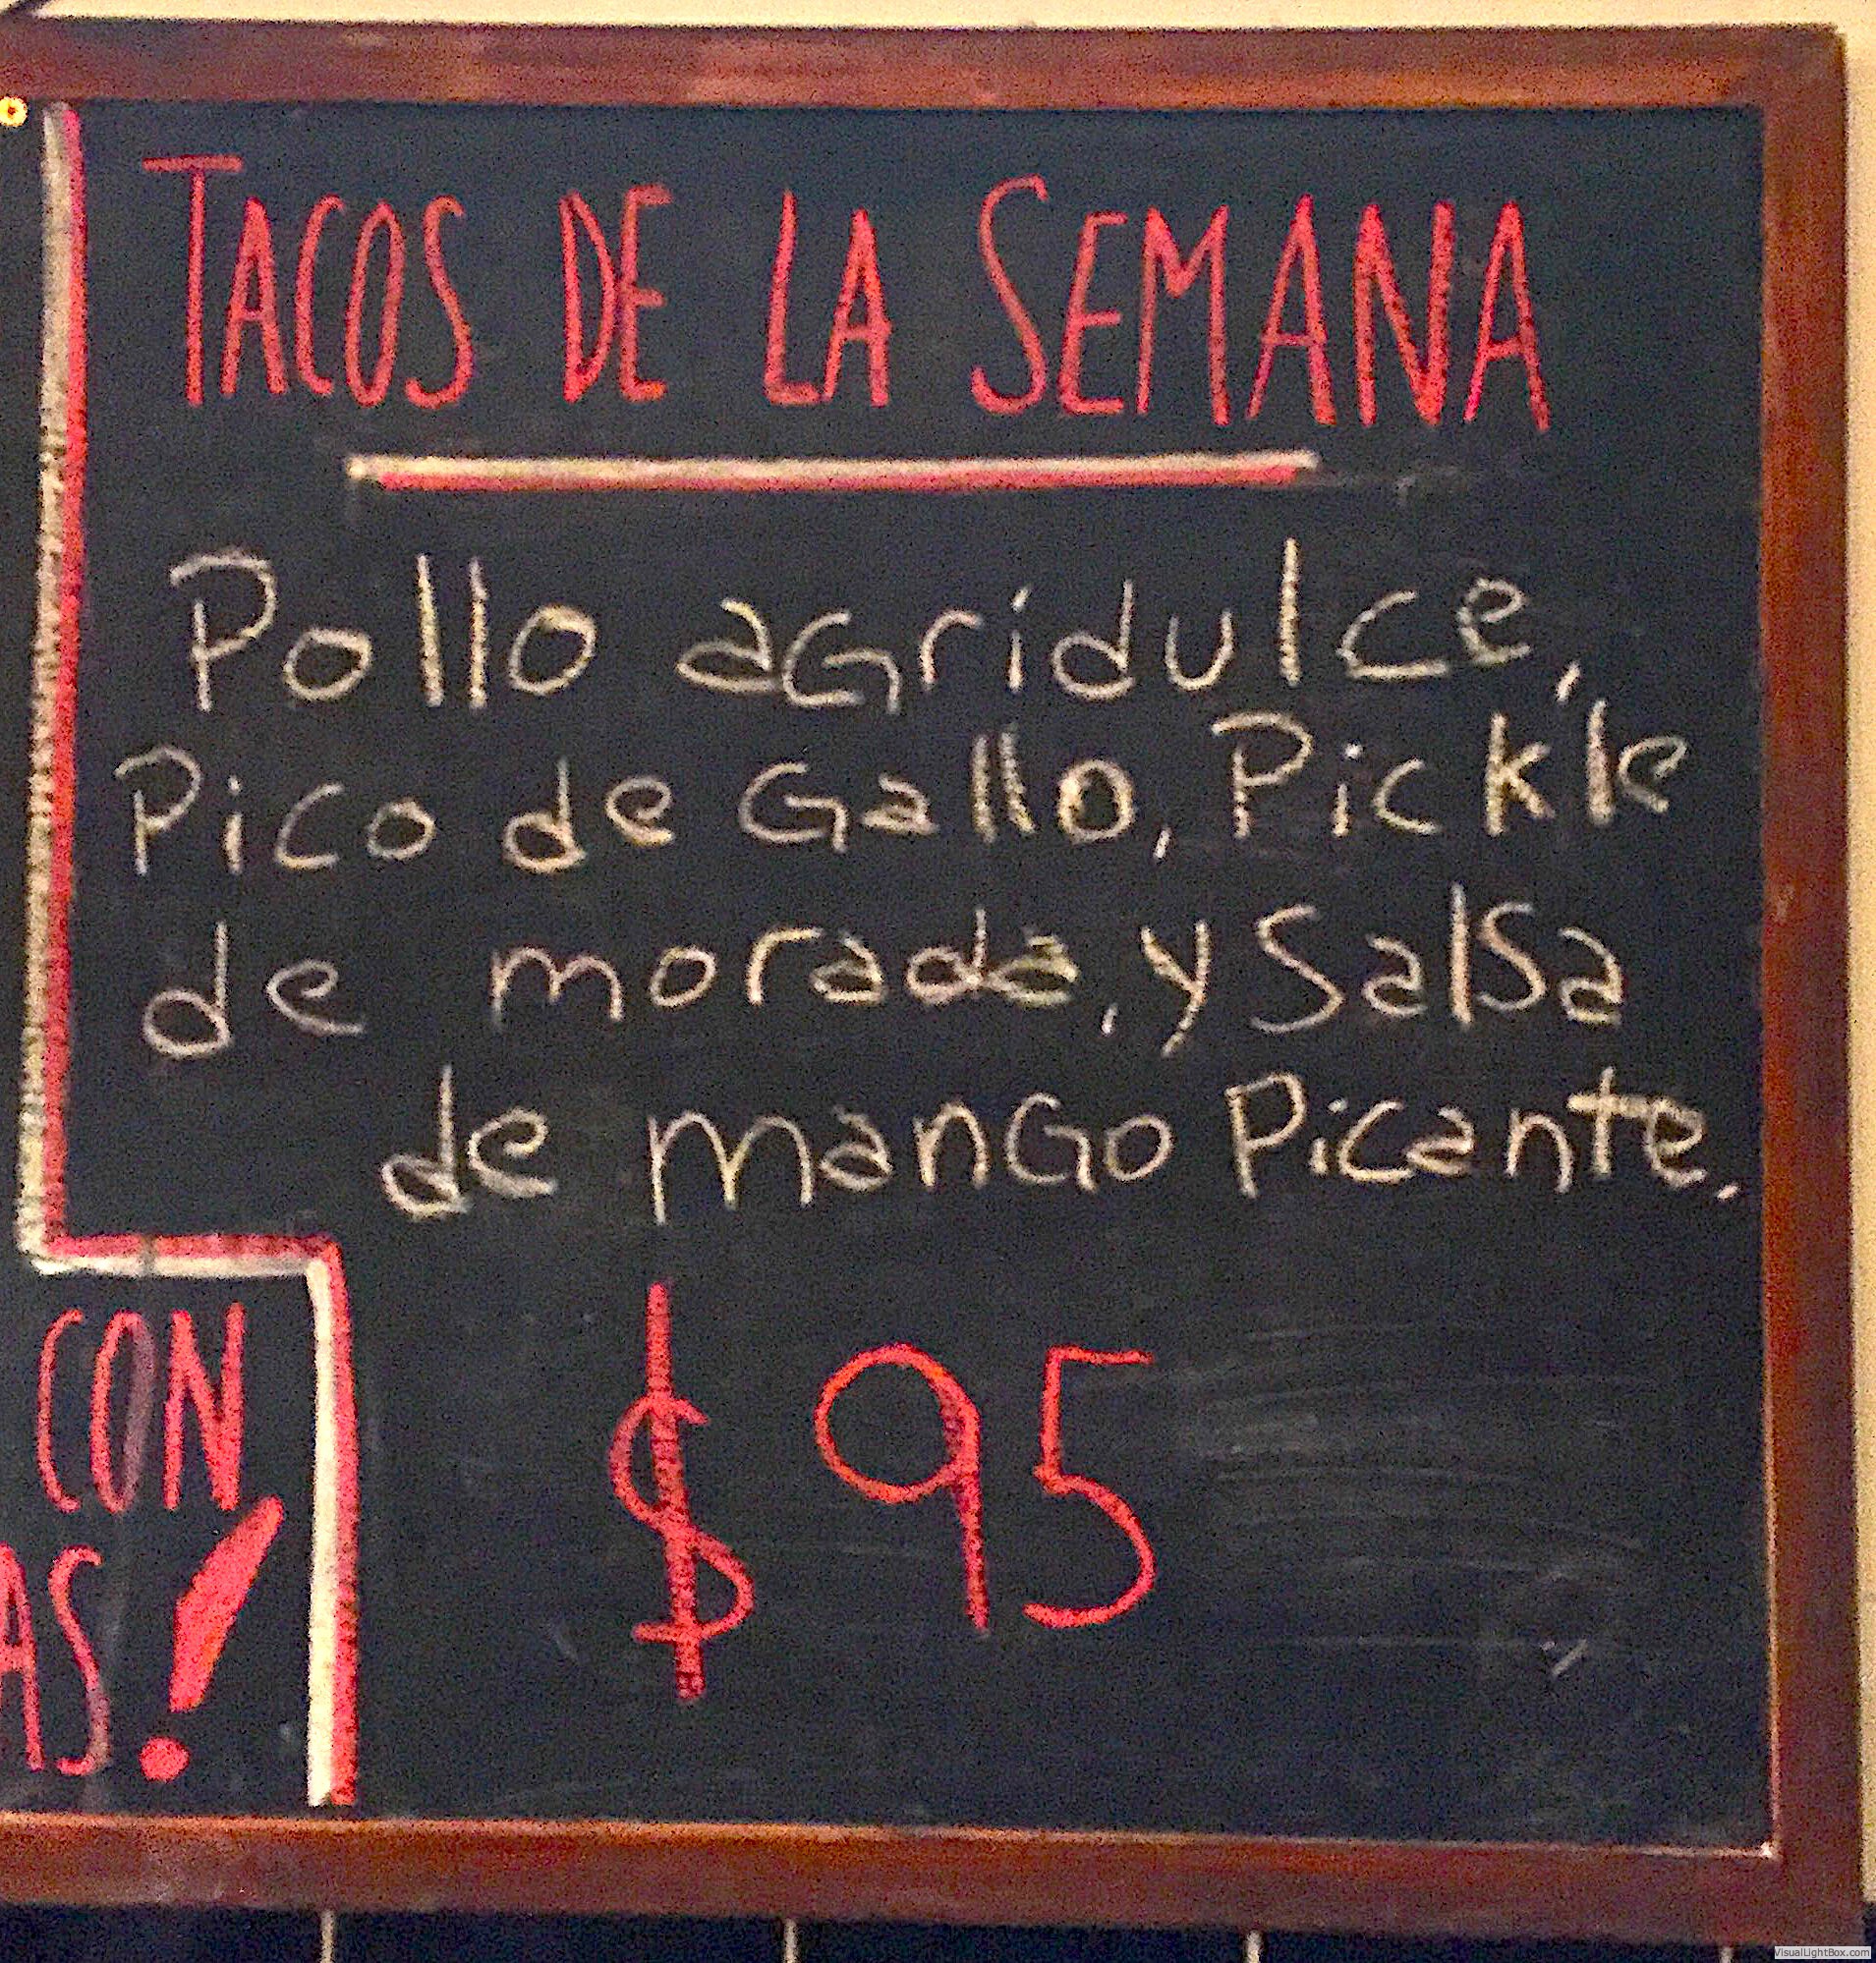 TACOS DE LA SEMANA
Pollo agridulce,
Pico de Gallo, Pickle
de morada, y Salsa
de mango Picante.
$ 95
CON
AS!
VisualLightBox.com